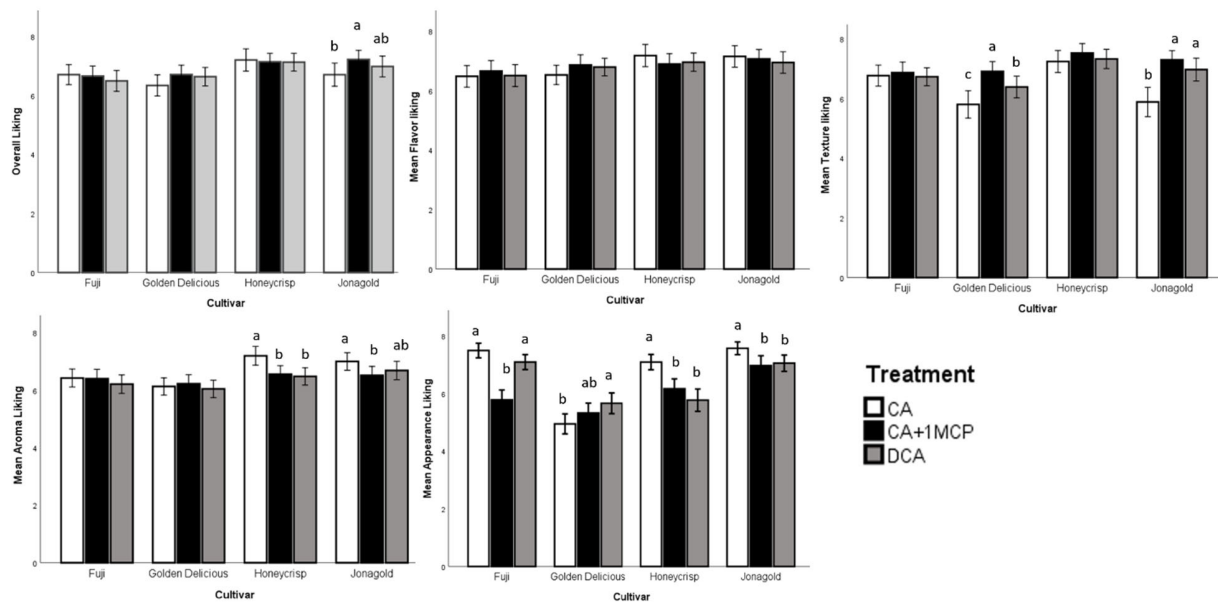 b a ab
Overall Liking
8
6
4
2
0
Fuji Golden Delicious Honeycrisp Jonagold
Cultivar
Mean Flavor liking
8
6
4
2
0
Fuji Golden Delicious Honeycrisp Jonagold
Cultivar
c a b b a a
Mean Texture liking
8
6
4
2
0
Fuji Golden Delicious Honeycrisp Jonagold
Cultivar
a b b a b ab
Mean Aroma Liking
8
6
4
2
0
Fuji Golden Delicious Honeycrisp Jonagold
Cultivar
a b a b ab a a b b a b b
Mean Appearance Liking
8
6
4
2
0
Fuji Golden Delicious Honeycrisp Jonagold
Cultivar
Treatment
CA
CA+1MCP
DCA